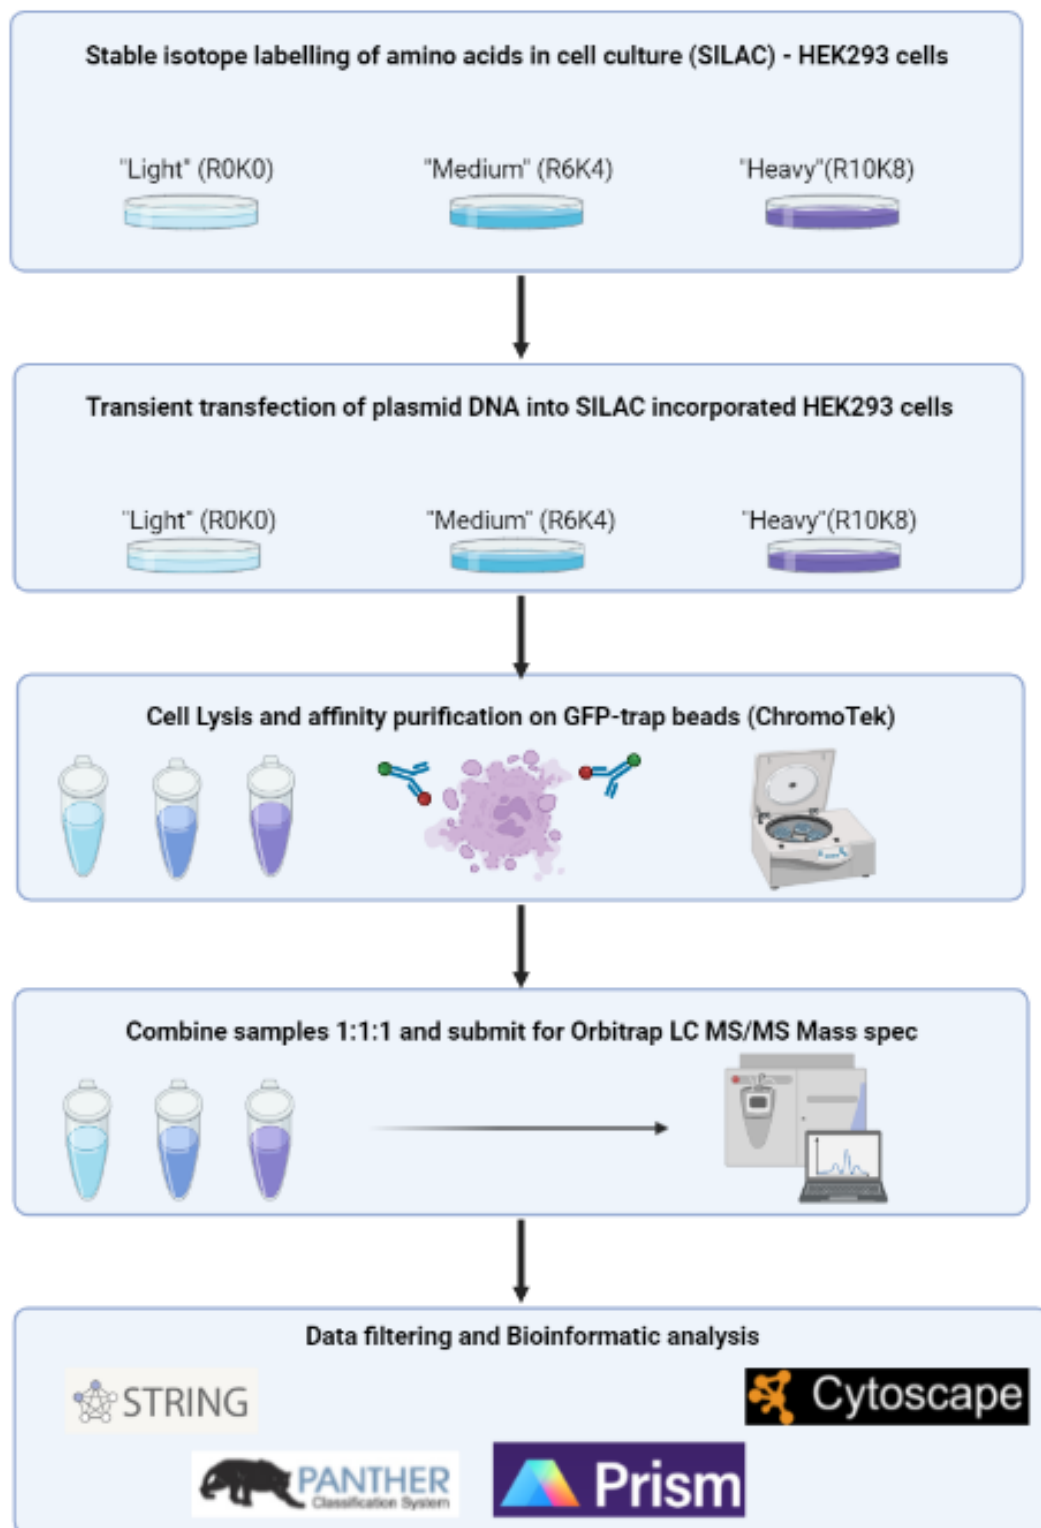 Stable isotope labelling of amino acids in cell culture (SILAC) - HEK293 cells
"Light" (R0K0) "Medium" (R6K4) "Heavy"(R10K8)
Transient transfection of plasmid DNA into SILAC incorporated HEK293 cells
"Light" (R0K0) "Medium" (R6K4) "Heavy"(R10K8)
Cell Lysis and affinity purification on GFP-trap beads (ChromoTek)
Combine samples 1:1:1 and submit for Orbitrap LC MS/MS Mass spec
Data filtering and Bioinformatic analysis
STRING
Cytoscape
PANTHER
Classification System
Prism